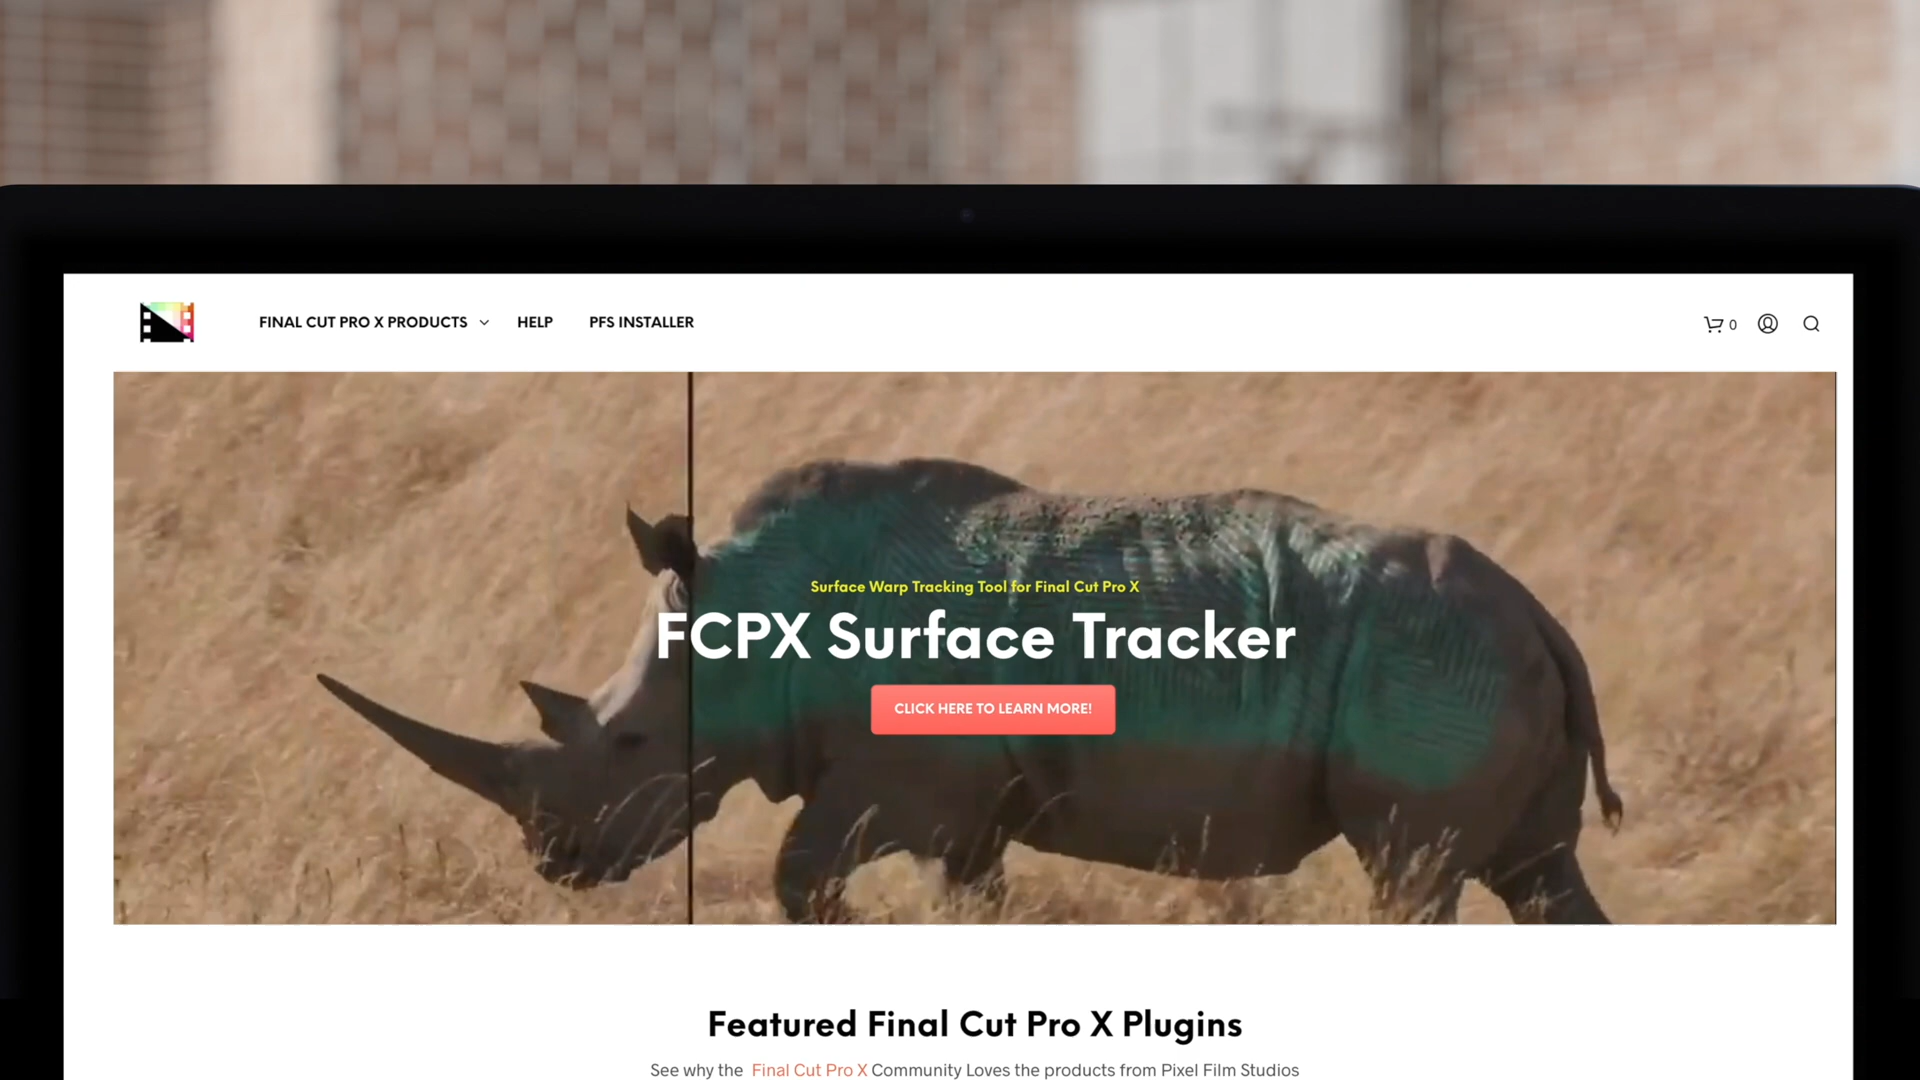 FINAL CUT PRO X PRODUCTS HELP PFS INSTALLER 0
Surface Warp Tracking Tool for Final Cut Pro X
FCPX Surface Tracker
CLICK HERE TO LEARN MORE!
Featured Final Cut Pro X Plugins
See why the Final Cut Pro X Community Loves the products from Pixel Film Studios